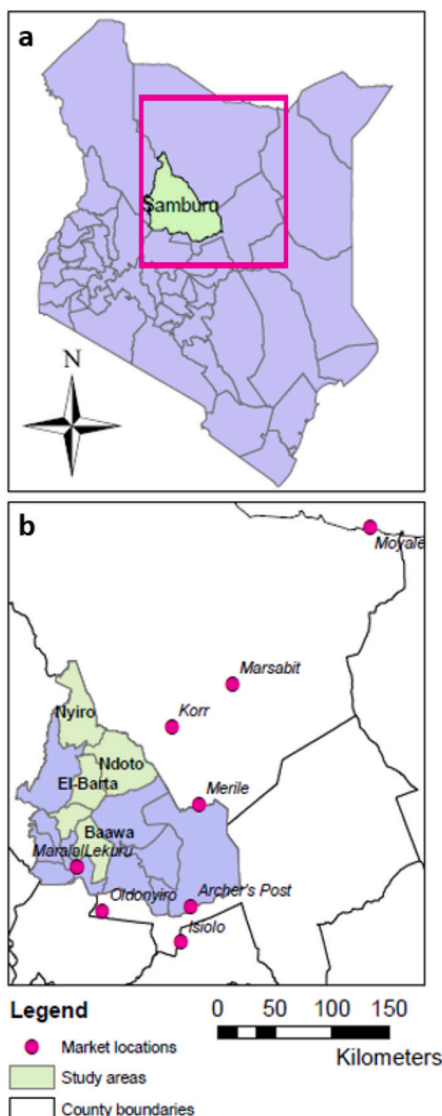 a
Samburu
N
b
Moyale
Marsabit
Korr
Nyiro
Ndoto
El-Barta
Merile
Baawa
Maralal Lekuru
Oldonyiro
Archer's Post
Isiolo
Legend
0 50 100 150
Market locations
Kilometers
Study areas
County boundaries